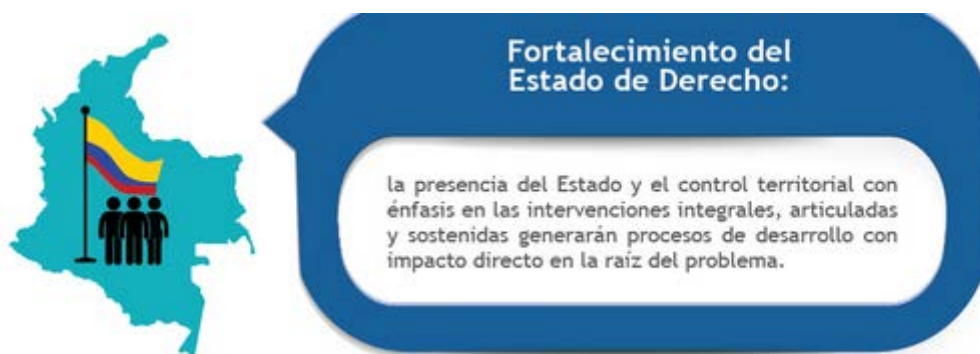 Fortalecimiento del
Estado de Derecho:
la presencia del Estado y el control territorial con
énfasis en las intervenciones integrales, articuladas
y sostenidas generarán procesos de desarrollo con
impacto directo en la raíz del problema.